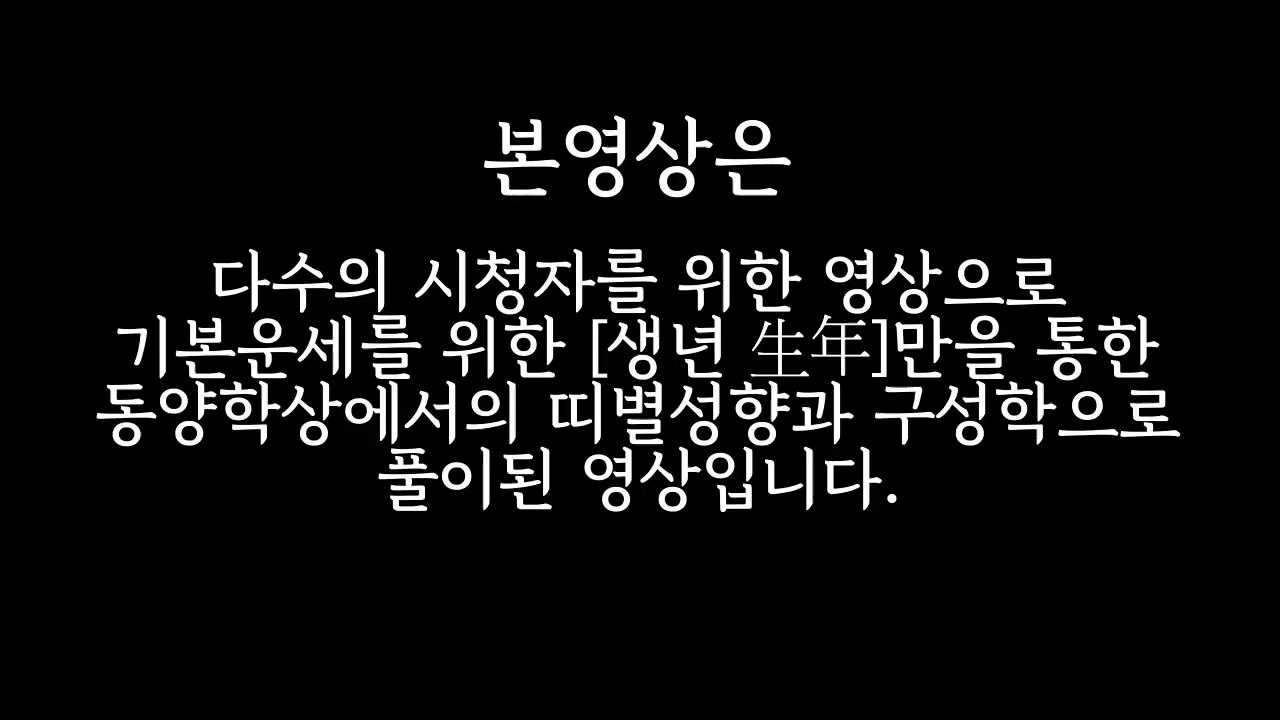 본영상은
다수의 시청자를 위한 영상으로
기본운세를 위한 [생년 生年]만을 통한
동양학상에서의 띠별성향과 구성학으로
풀이된 영상입니다.